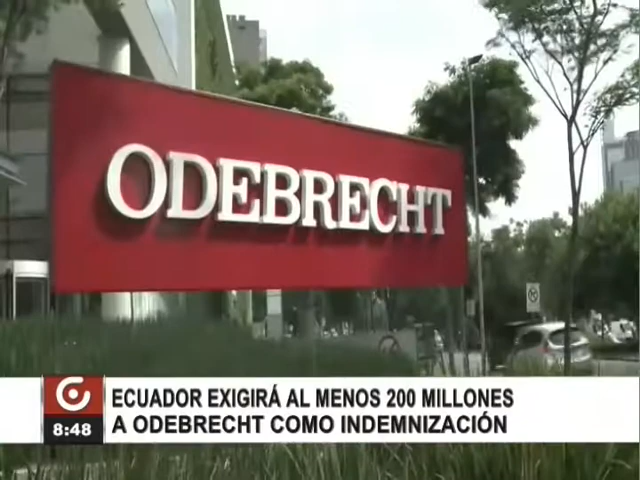 ODEBRECHT
ECUADOR EXIGIRÁ AL MENOS 200 MILLONES
A ODEBRECHT COMO INDEMNIZACIÓN
8:48